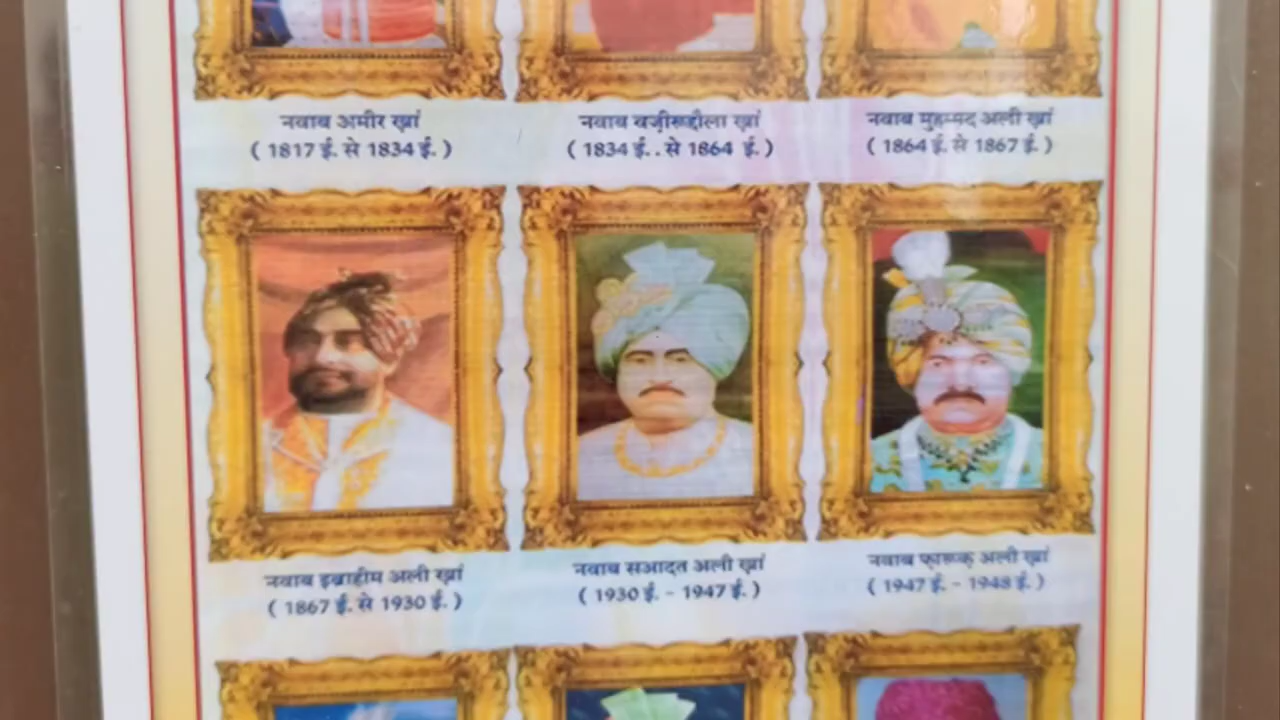 नवाब अमीर खां
( 1817 ई. से 1834 ई. )
नवाब वज़ीरूद्दौला खां
( 1834 ई. . से 1864 ई. )
नवाब मुहम्मद अली खां
( 1864 ई. से 1867 ई. )
नवाब इब्राहीम अली खां
( 1867 ई. से 1930 ई. )
नवाब सआदत अली खां
( 1930 ई. - 1947 ई. )
नवाब फ़ारूक़ अली खां
( 1947 ई. - 1948 ई. )